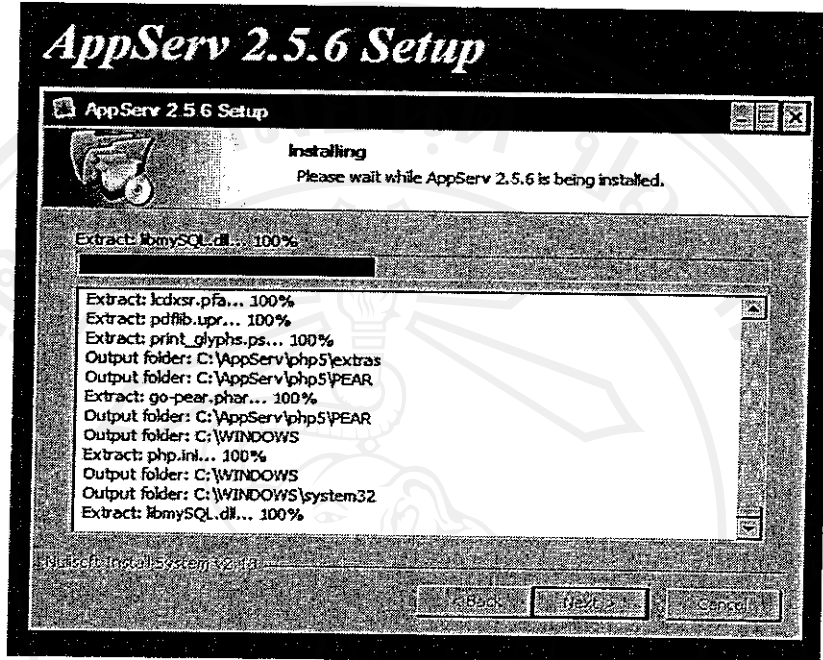 AppServ 2.5.6 Setup
AppServ 2.5.6 Setup
Installing
Please wait while AppServ 2.5.6 is being installed.
Extract: libmySQL.dll... 100%
Extract: lcdxsr.pfa... 100%
Extract: pdflib.upr... 100%
Extract: print_glyphs.ps... 100%
Output folder: C:\AppServ\php5\extras
Output folder: C:\AppServ\php5\PEAR
Extract: go-pear.phar... 100%
Output folder: C:\AppServ\php5\PEAR
Output folder: C:\WINDOWS
Extract: php.ini... 100%
Output folder: C:\WINDOWS
Output folder: C:\WINDOWS\system32
Extract: libmySQL.dll... 100%
Nullsoft Install System
< Back
Next >
Cancel